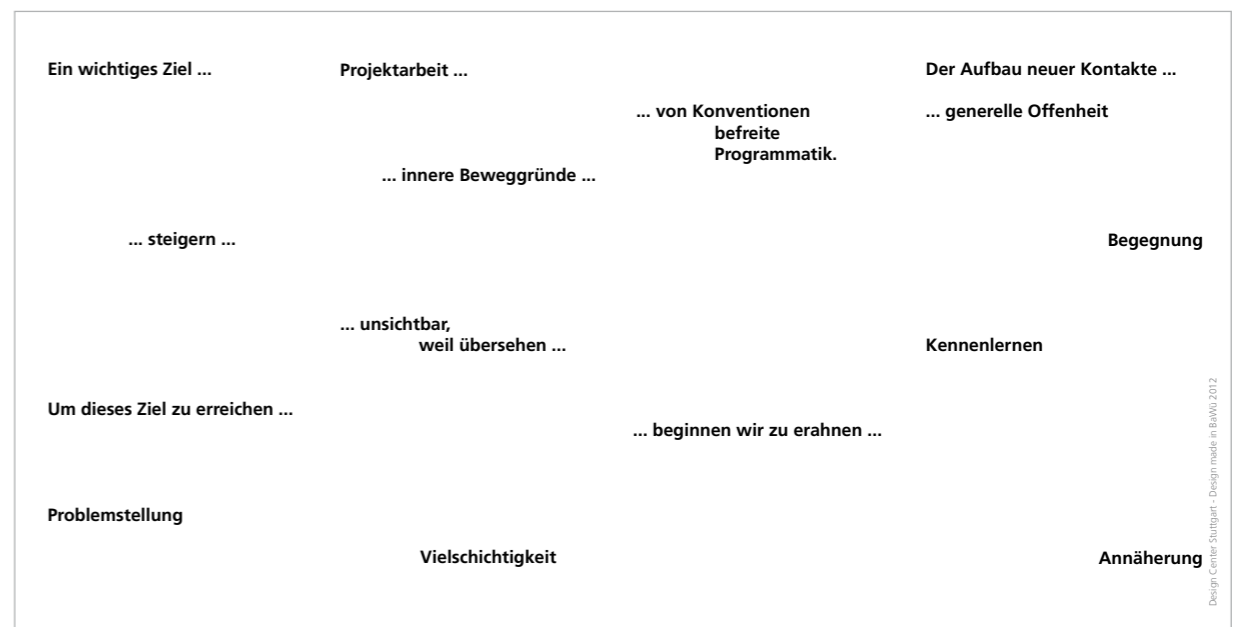 Ein wichtiges Ziel ...
... steigern ...
Um dieses Ziel zu erreichen ...
Problemstellung
Projektarbeit ...
... innere Beweggründe ...
... unsichtbar,
weil übersehen ...
Vielschichtigkeit
... von Konventionen
befreite
Programmatik.
... beginnen wir zu erahnen ...
Der Aufbau neuer Kontakte ...
... generelle Offenheit
Begegnung
Kennenlernen
Annäherung
Design Center Stuttgart - Design made in BaWü 2012